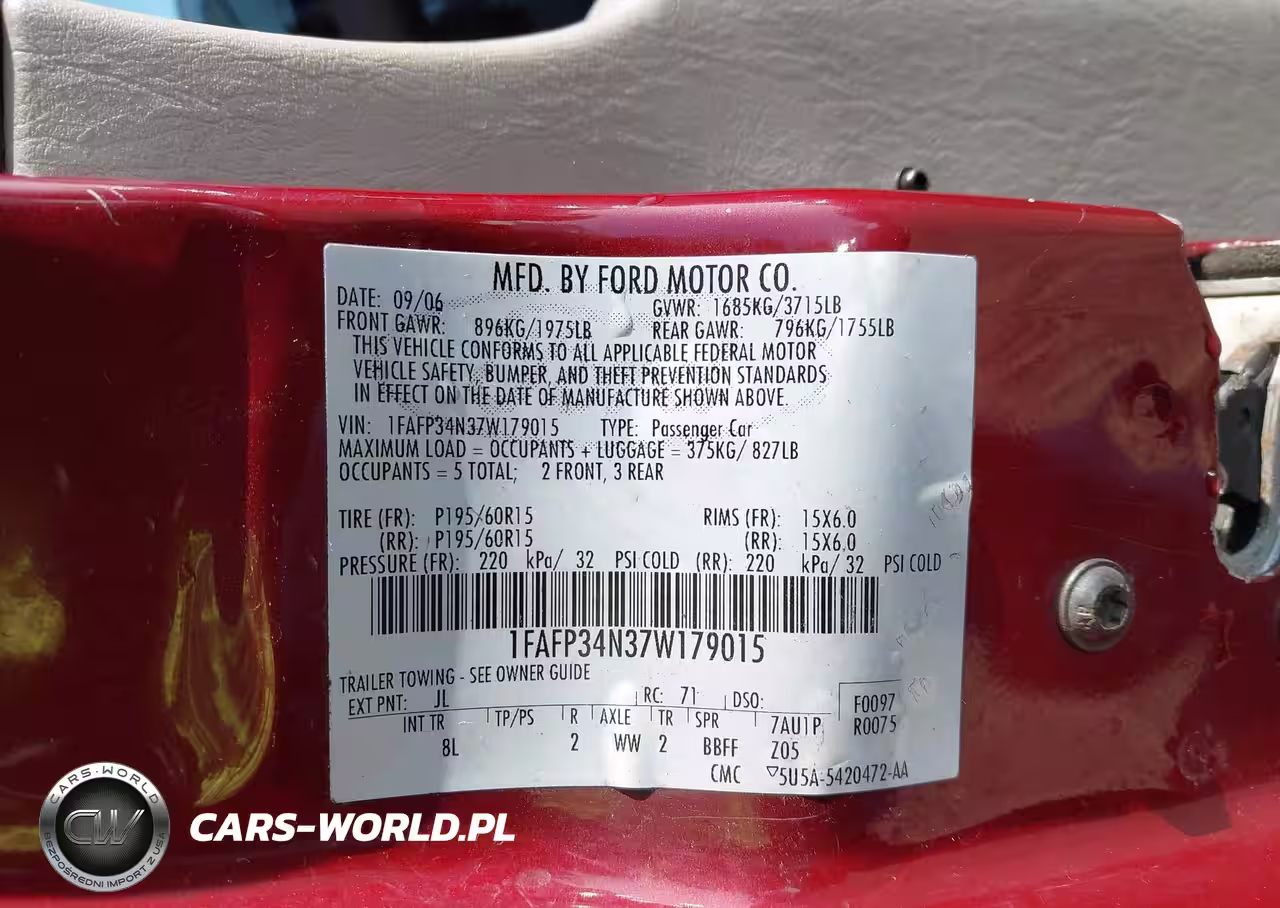 MFD. BY FORD MOTOR CO.
DATE: 09/06 GVWR: 1685KG/3715LB
FRONT GAWR: 896KG/1975LB REAR GAWR: 796KG/1755LB
THIS VEHICLE CONFORMS TO ALL APPLICABLE FEDERAL MOTOR
VEHICLE SAFETY, BUMPER, AND THEFT PREVENTION STANDARDS
IN EFFECT ON THE DATE OF MANUFACTURE SHOWN ABOVE.
VIN: 1FAFP34N37W179015 TYPE: Passenger Car
MAXIMUM LOAD = OCCUPANTS + LUGGAGE = 375KG/ 827LB
OCCUPANTS = 5 TOTAL; 2 FRONT, 3 REAR
TIRE (FR): P195/60R15 RIMS (FR): 15X6.0
(RR): P195/60R15 (RR): 15X6.0
PRESSURE (FR): 220 kPa/ 32 PSI COLD (RR): 220 kPa/ 32 PSI COLD
1FAFP34N37W179015
TRAILER TOWING - SEE OWNER GUIDE
EXT PNT: JL RC: 71 DSO: F0097
INT TR TP/PS R AXLE TR SPR 7AU1P R0075
8L 2 WW 2 BBFF Z05
CMC ▽5U5A-5420472-AA
CARS-WORLD
CW
BEZPOŚREDNI IMPORT Z USA
CARS-WORLD.PL